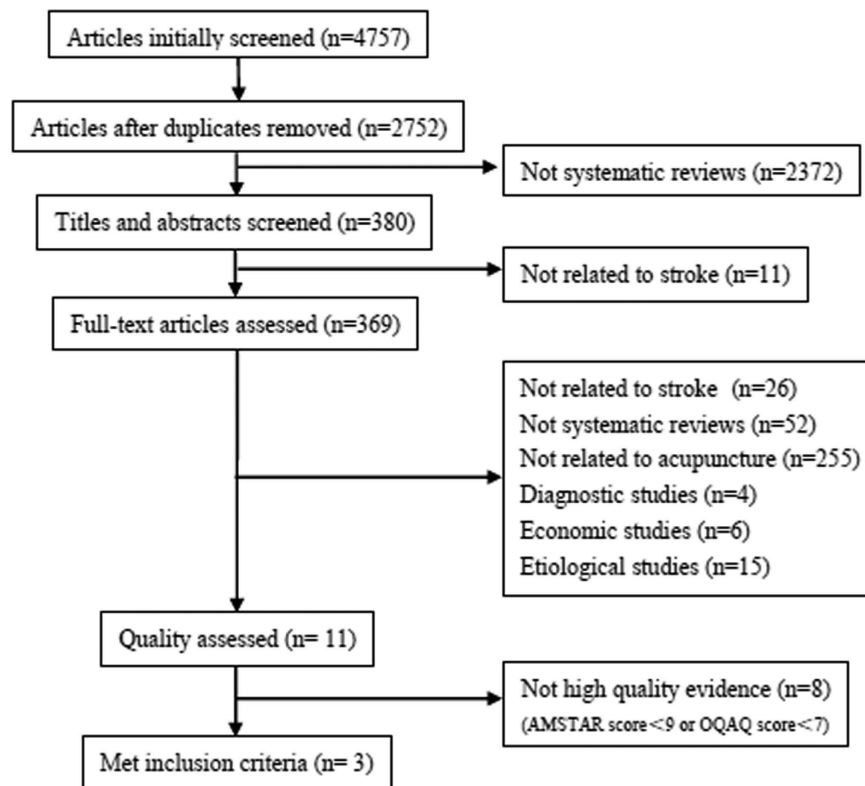 Articles initially screened (n=4757)
Articles after duplicates removed (n=2752)
Not systematic reviews (n=2372)
Titles and abstracts screened (n=380)
Not related to stroke (n=11)
Full-text articles assessed (n=369)
Not related to stroke (n=26)
Not systematic reviews (n=52)
Not related to acupuncture (n=255)
Diagnostic studies (n=4)
Economic studies (n=6)
Etiological studies (n=15)
Quality assessed (n= 11)
Not high quality evidence (n=8)
(AMSTAR score<9 or OQAQ score<7)
Met inclusion criteria (n= 3)